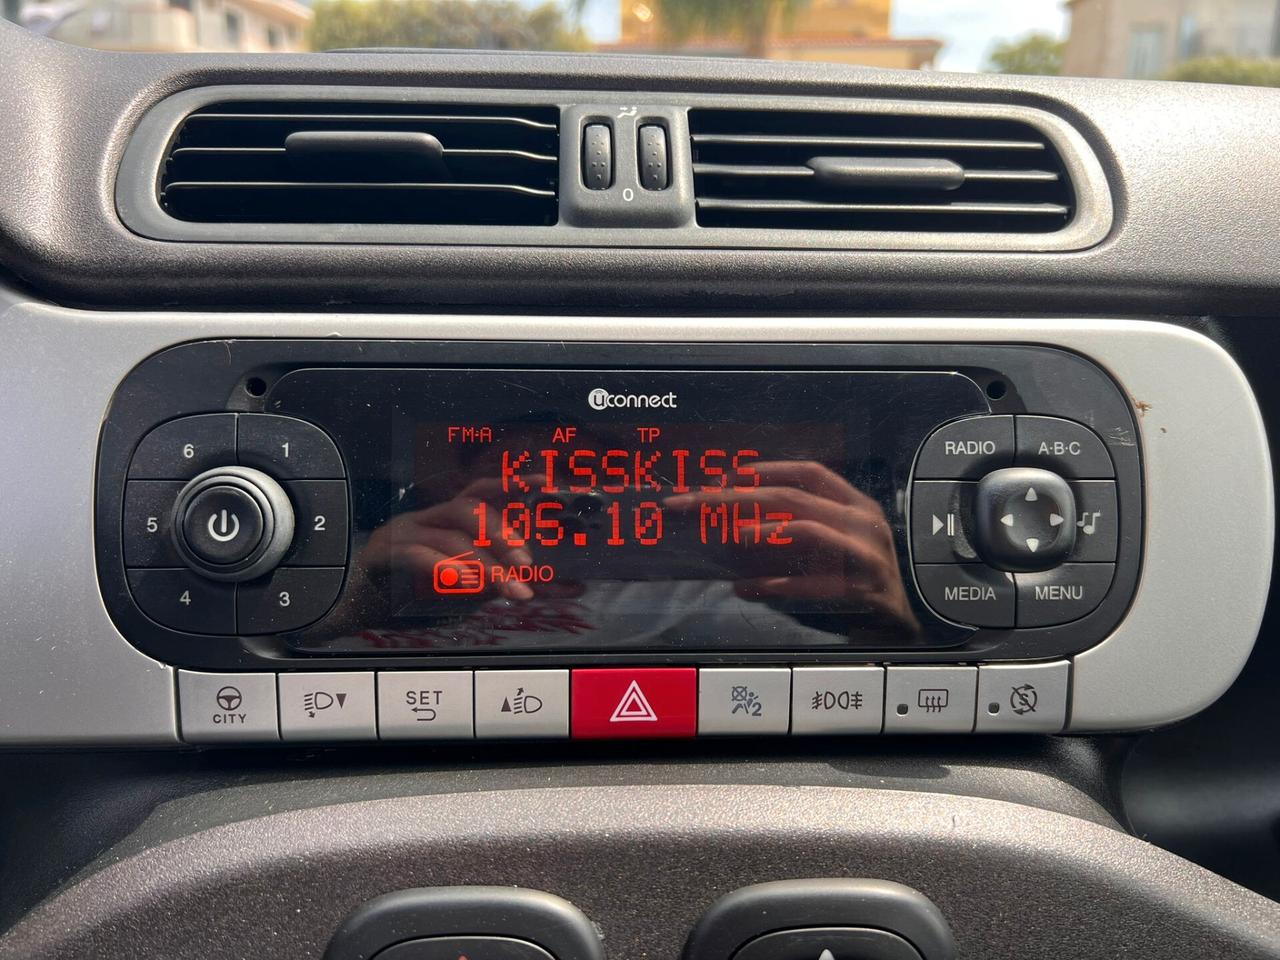 0
uconnect
FM:A AF TP
KISSKISS
105.10 MHz
RADIO
6 1
5 2
4 3
RADIO A·B·C
MEDIA MENU
CITY
SET
2